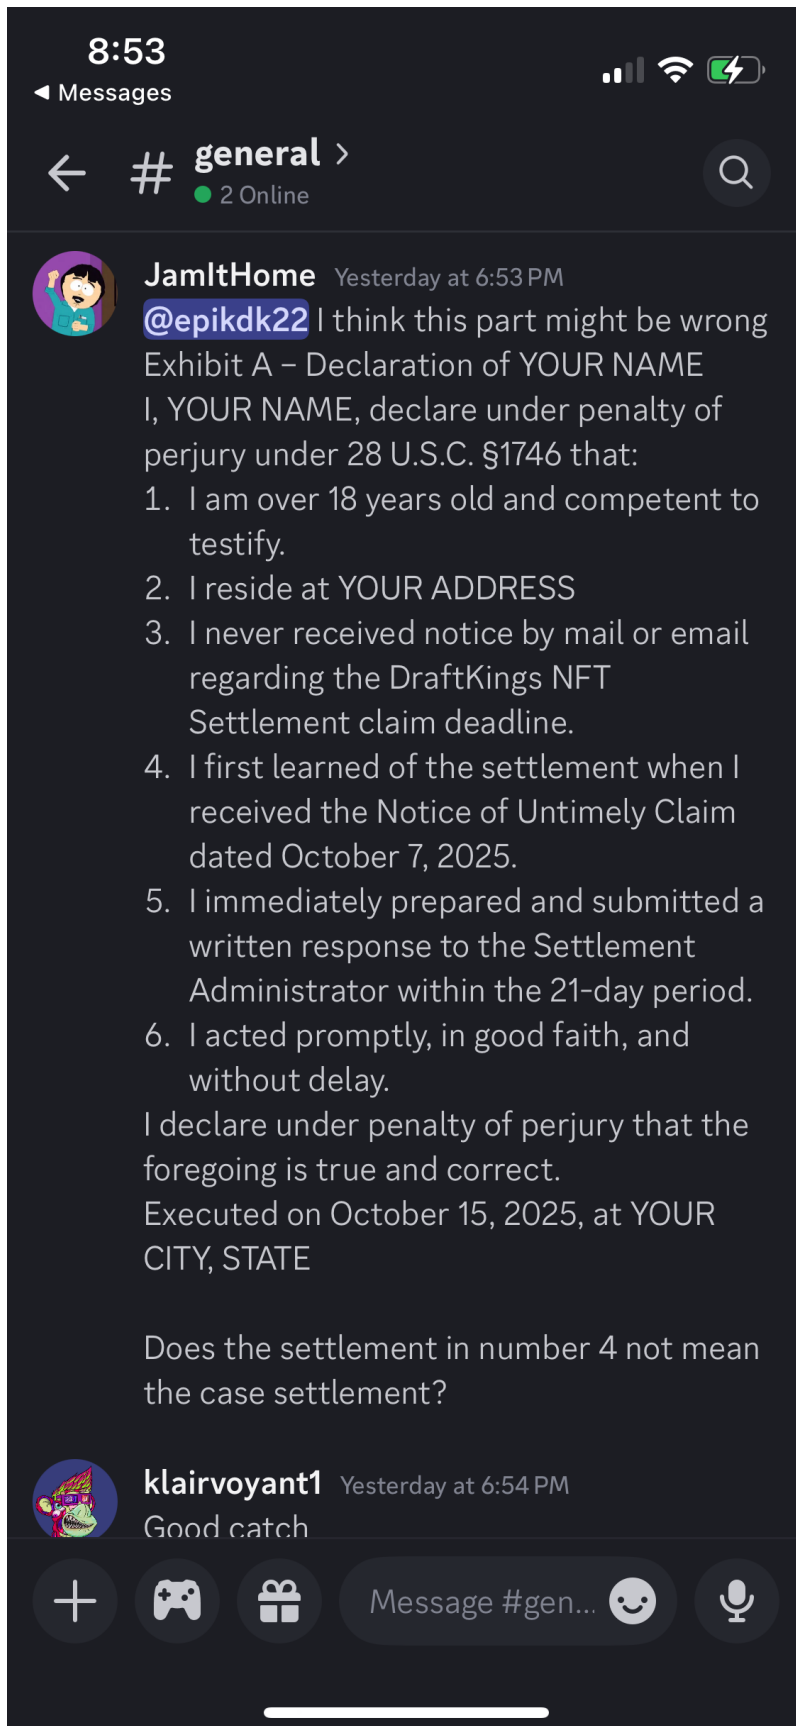 8:53
◀ Messages
# general >
2 Online
JamItHome Yesterday at 6:53 PM
@epikdk22 I think this part might be wrong
Exhibit A – Declaration of YOUR NAME
I, YOUR NAME, declare under penalty of
perjury under 28 U.S.C. §1746 that:
1. I am over 18 years old and competent to
testify.
2. I reside at YOUR ADDRESS
3. I never received notice by mail or email
regarding the DraftKings NFT
Settlement claim deadline.
4. I first learned of the settlement when I
received the Notice of Untimely Claim
dated October 7, 2025.
5. I immediately prepared and submitted a
written response to the Settlement
Administrator within the 21-day period.
6. I acted promptly, in good faith, and
without delay.
I declare under penalty of perjury that the
foregoing is true and correct.
Executed on October 15, 2025, at YOUR
CITY, STATE
Does the settlement in number 4 not mean
the case settlement?
klairvoyant1 Yesterday at 6:54 PM
Good catch
Message #gen...